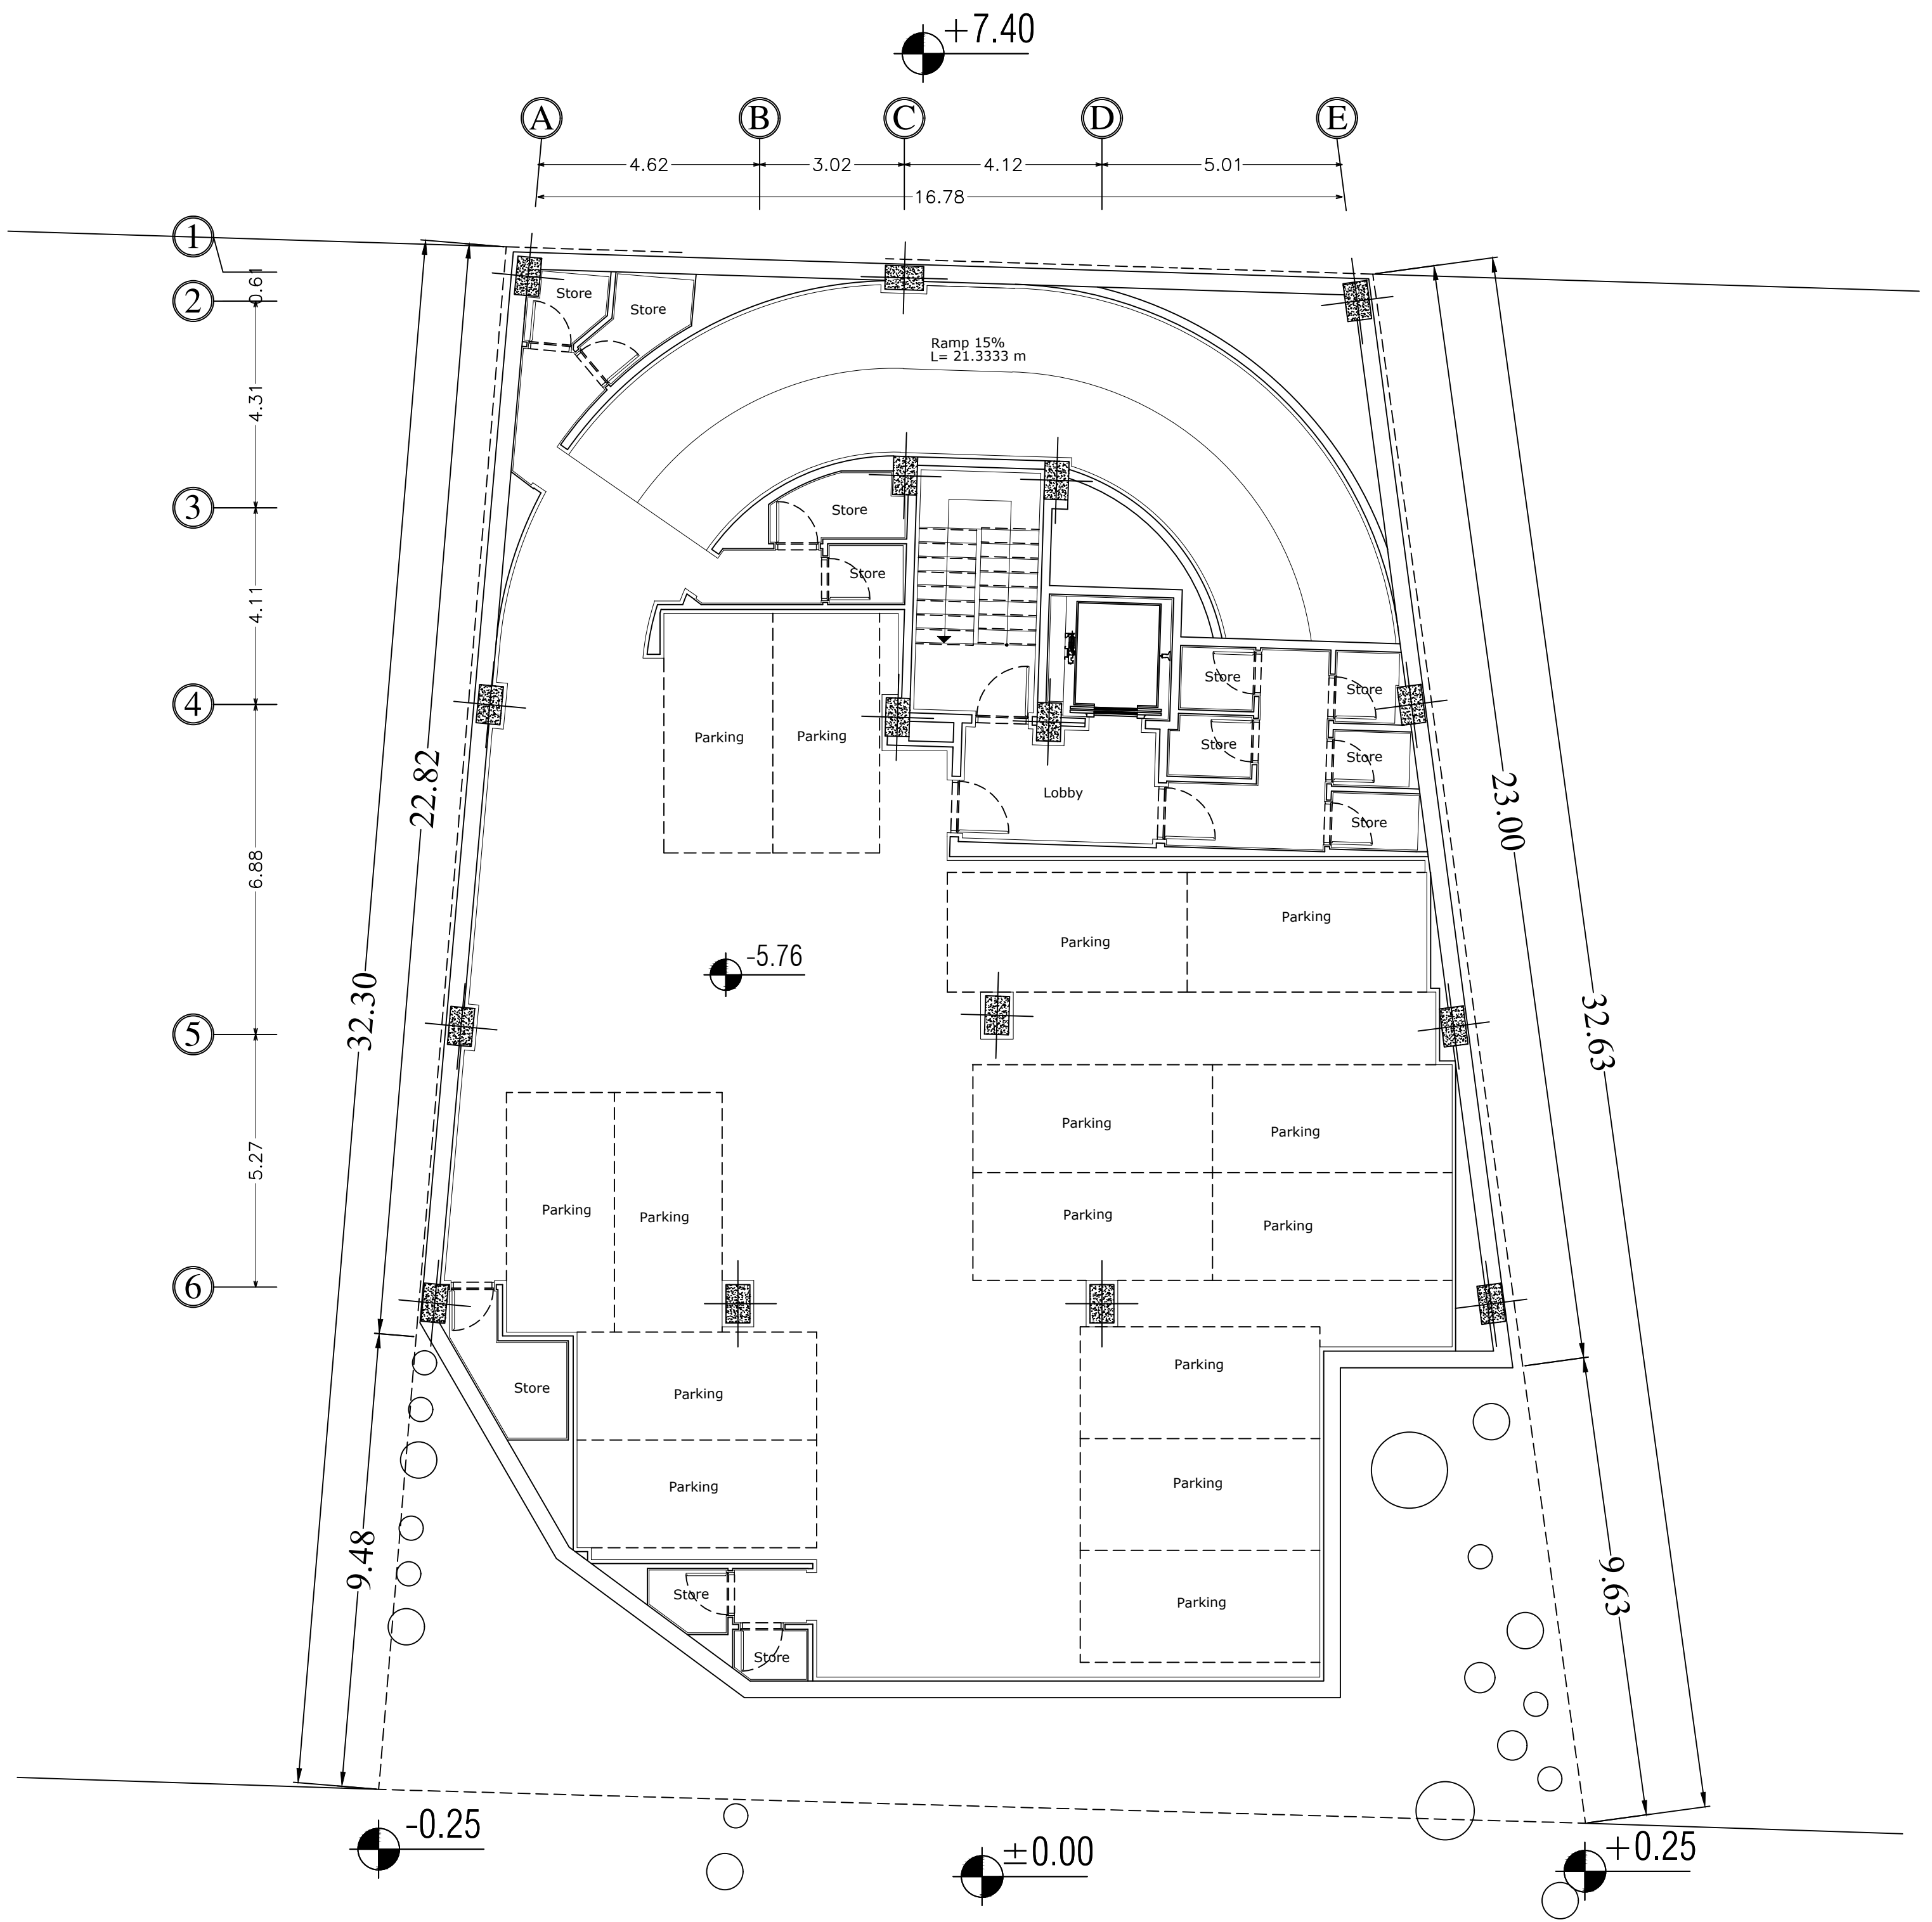 +7.40
A B C D E
4.62 3.02 4.12 5.01
16.78
1
0.61
2
Store
Store
Ramp 15%
L= 21.3333 m
4.31
3
Store
Store
4.11
Store
Store
4
Parking
Parking
Store
Store
Lobby
Store
22.82
23.00
6.88
Parking
Parking
-5.76
32.30
5
32.63
Parking
Parking
5.27
Parking
Parking
Parking
Parking
6
Parking
Store
Parking
Parking
Parking
9.48
Store
Parking
9.63
Store
-0.25
±0.00
+0.25